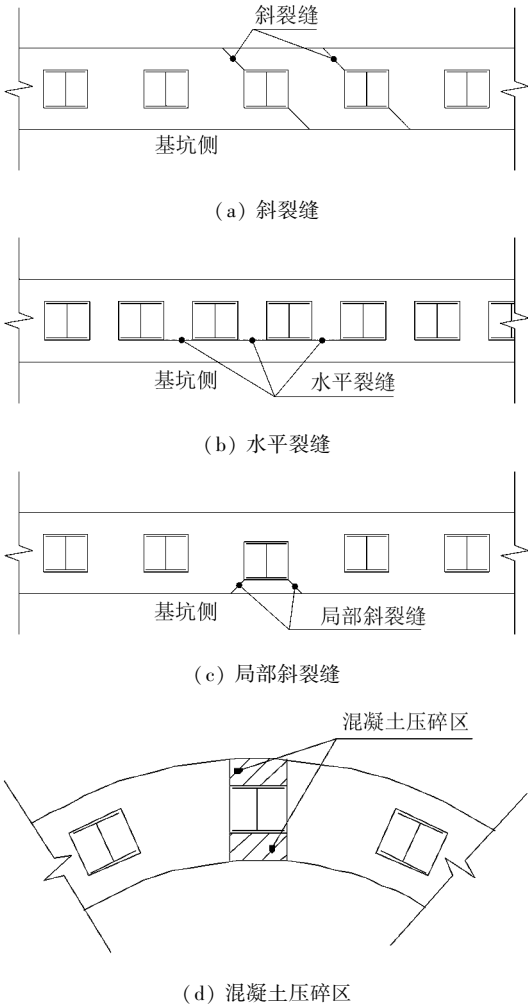 斜裂缝
基坑侧
(a) 斜裂缝
基坑侧
水平裂缝
(b) 水平裂缝
基坑侧
局部斜裂缝
(c) 局部斜裂缝
混凝土压碎区
(d) 混凝土压碎区